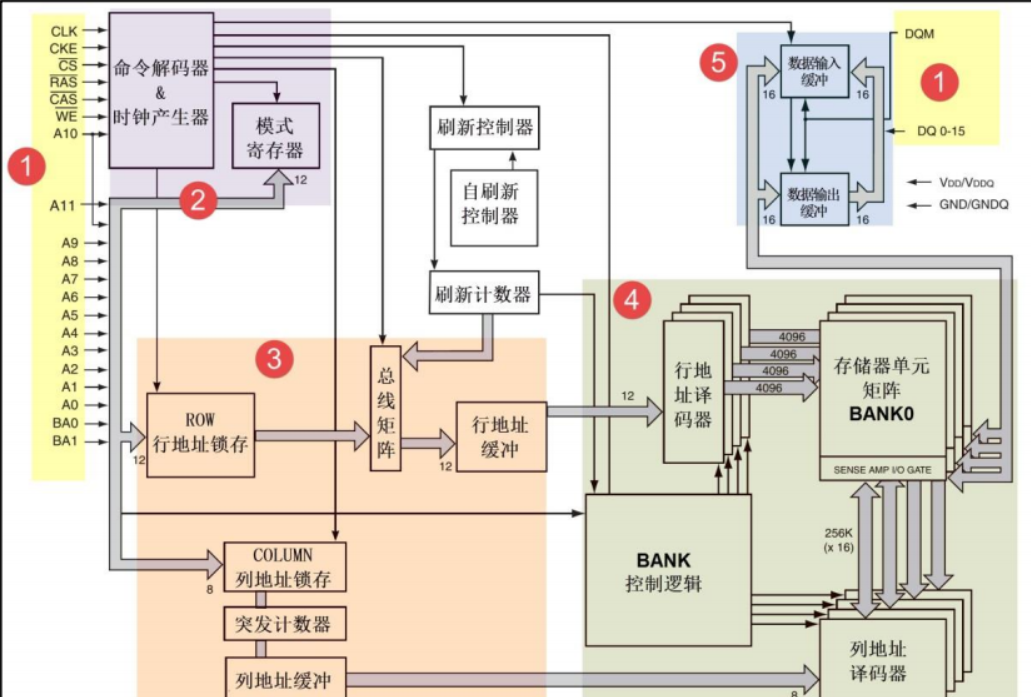 CLK
CKE
CS
RAS
CAS
WE
A10
A11
A9
A8
A7
A6
A5
A4
A3
A2
A1
A0
BA0
BA1
1
命令解码器
&
时钟产生器
模式
寄存器
12
2
刷新控制器
自刷新
控制器
刷新计数器
5
数据输入
缓冲
16
16
数据输出
缓冲
16
16
DQM
1
DQ 0-15
VDD/VDDQ
GND/GNDQ
3
ROW
行地址锁存
12
总
线
矩
阵
12
行地址
缓冲
COLUMN
列地址锁存
8
突发计数器
列地址缓冲
4
12
行地
址译
码器
4096
4096
4096
4096
存储器单元
矩阵
BANK0
SENSE AMP I/O GATE
256K
(x 16)
BANK
控制逻辑
列地址
译码器
8